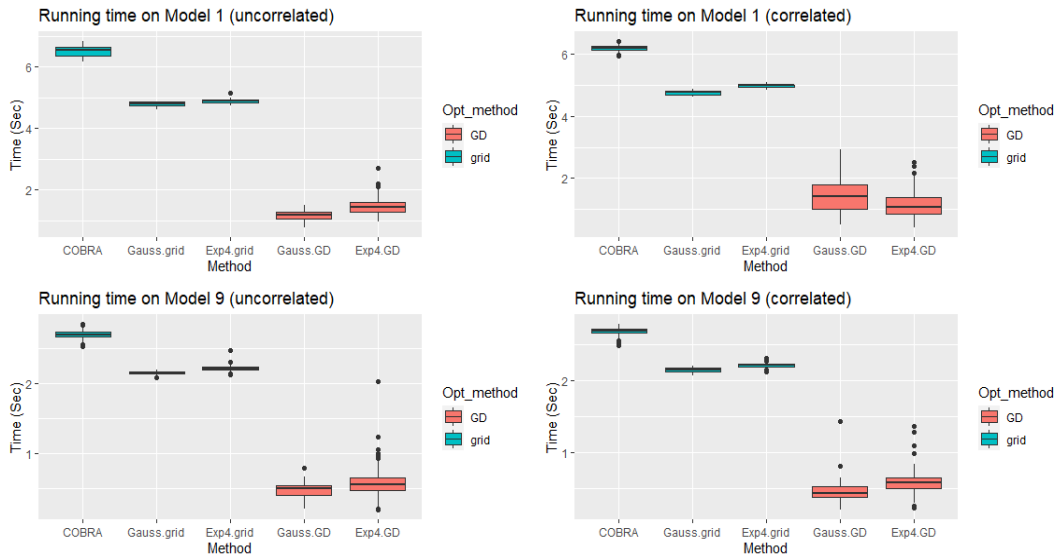 Running time on Model 1 (uncorrelated)
Time (Sec)
6
4
2
COBRA Gauss.grid Exp4.grid Gauss.GD Exp4.GD
Method
Opt_method
GD
grid
Running time on Model 1 (correlated)
Time (Sec)
6
4
2
COBRA Gauss.grid Exp4.grid Gauss.GD Exp4.GD
Method
Opt_method
GD
grid
Running time on Model 9 (uncorrelated)
Time (Sec)
2
1
COBRA Gauss.grid Exp4.grid Gauss.GD Exp4.GD
Method
Opt_method
GD
grid
Running time on Model 9 (correlated)
Time (Sec)
2
1
COBRA Gauss.grid Exp4.grid Gauss.GD Exp4.GD
Method
Opt_method
GD
grid